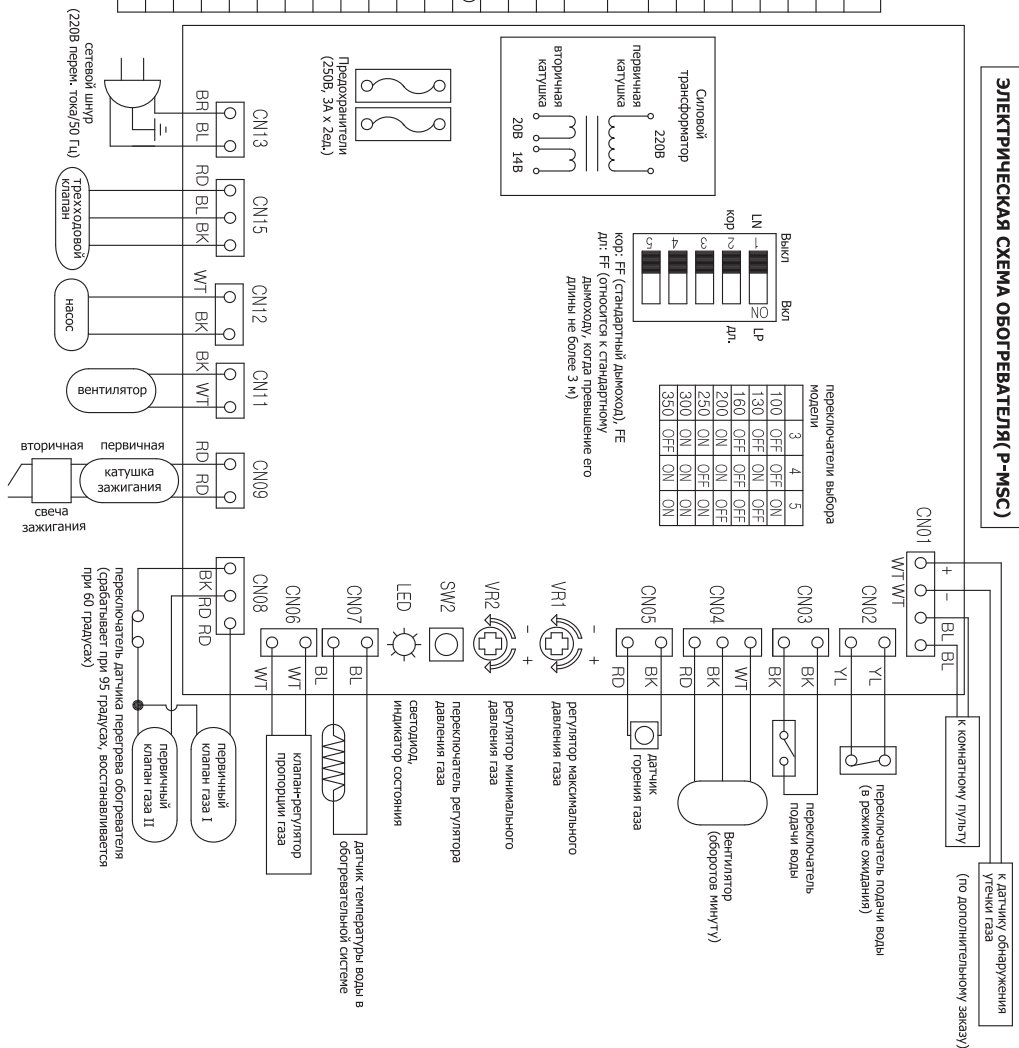 ЭЛЕКТРИЧЕСКАЯ СХЕМА ОБОГРЕВАТЕЛЯ( P-MSC)
к датчику обнаружения
утечки газа
(по дополнительному заказу)
к комнатному пульту
CN01
+
-
WT WT
BL BL
CN02
YL
YL
переключатель подачи воды
(в режиме ожидания)
CN03
BK
BK
переключатель
подачи воды
CN04
WT
BK
RD
Вентилятор
(оборотов минуту)
CN05
BK
RD
датчик
горения газа
VR1
-
+
регулятор максимального
давления газа
VR2
-
+
регулятор минимального
давления газа
SW2
переключатель регулятора
давления газа
LED
светодиод,
индикатор состояния
CN07
BL
BL
датчик температуры воды в
обогревательной системе
CN06
WT
WT
клапан-регулятор
пропорции газа
CN08
BK RD RD
первичный
клапан газа I
первичный
клапан газа II
переключатель датчика перегрева обогревателя
(срабатывает при 95 градусах, восстанавливается
при 60 градусах)
переключатели выбора
модели
3 4 5
100 OFF OFF ON
130 OFF ON ON
160 OFF OFF OFF
200 ON ON OFF
250 ON OFF ON
300 ON ON ON
350 OFF ON ON
Выкл
Вкл
LN
LP
кор
дл.
ON
1
2
3
4
5
кор: FF (стандартный дымоход), FE
дл: FF (относится к стандартному
дымоходу, когда превышение его
длины не более 3 м)
Силовой
трансформатор
первичная
катушка
220В
вторичная
катушка
20В 14В
Предохранители
(250В, 3А x 2ед.)
CN13
BR BL
сетевой шнур
(220В перем. тока/50 Гц)
CN15
RD BL BK
трехходовой
клапан
CN12
WT BK
насос
CN11
BK WT
вентилятор
CN09
RD RD
вторичная первичная
катушка
зажигания
свеча
зажигания